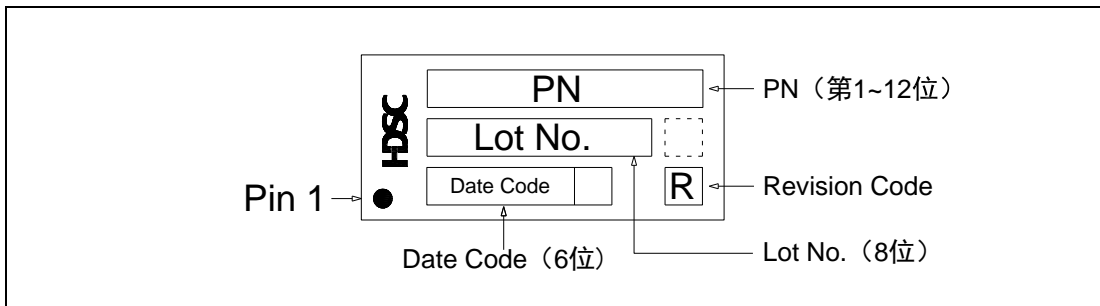 PN
PN（第1~12位）
HDSC
Lot No.
Date Code
R
Revision Code
Pin 1
Date Code（6位）
Lot No.（8位）